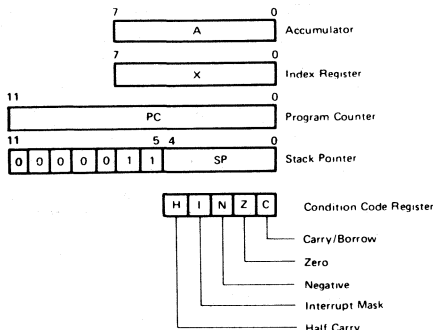 7 0
A Accumulator
7 0
X Index Register
11 0
PC Program Counter
11 5 4 0
0 0 0 0 0 1 1 SP Stack Pointer
H I N Z C Condition Code Register
Carry/Borrow
Zero
Negative
Interrupt Mask
Half Carry